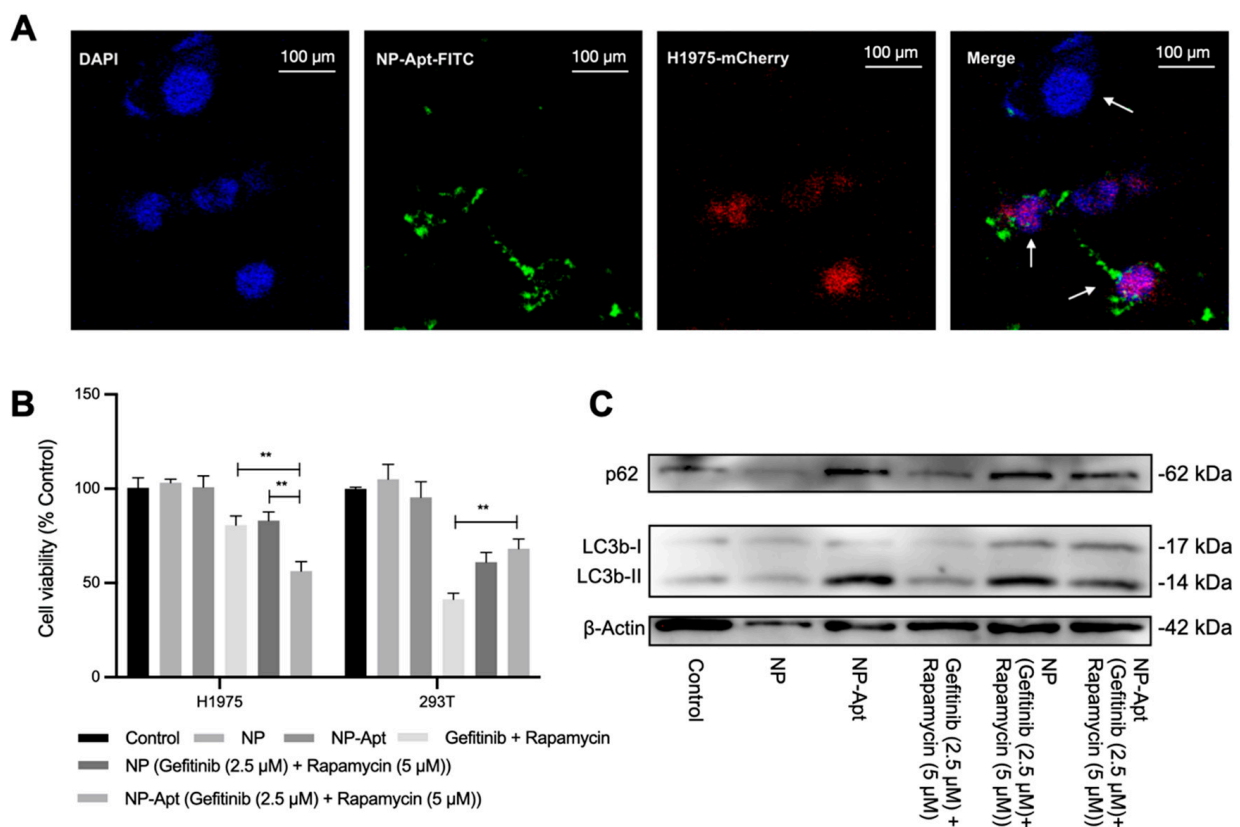 A
DAPI
100 μm
NP-Apt-FITC
100 μm
H1975-mCherry
100 μm
Merge
100 μm
B
Cell viability (% Control)
150
100
50
0
**
**
**
H1975
293T
Control
NP
NP-Apt
Gefitinib + Rapamycin
NP (Gefitinib (2.5 μM) + Rapamycin (5 μM))
NP-Apt (Gefitinib (2.5 μM) + Rapamycin (5 μM))
C
p62
-62 kDa
LC3b-I
-17 kDa
LC3b-II
-14 kDa
β-Actin
-42 kDa
Control
NP
NP-Apt
Gefitinib (2.5 μM) +
Rapamycin (5 μM)
NP
(Gefitinib (2.5 μM)+
Rapamycin (5 μM))
NP-Apt
(Gefitinib (2.5 μM)+
Rapamycin (5 μM))